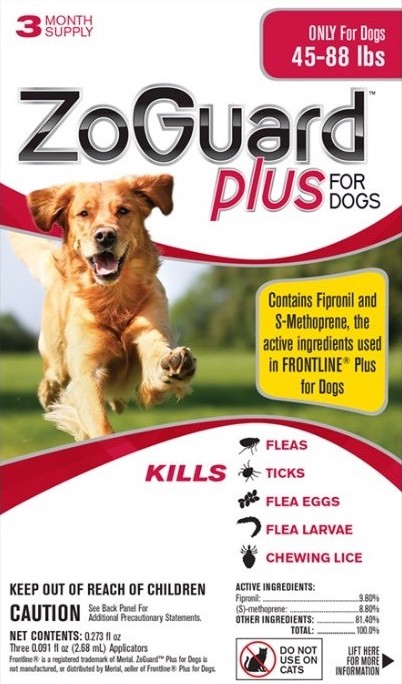 3 MONTH
SUPPLY
ONLY For Dogs
45-88 lbs
ZoGuard™
plus FOR
DOGS
Contains Fipronil and
S-Methoprene, the
active ingredients used
in FRONTLINE® Plus
for Dogs
KILLS
FLEAS
TICKS
FLEA EGGS
FLEA LARVAE
CHEWING LICE
KEEP OUT OF REACH OF CHILDREN
CAUTION See Back Panel For
Additional Precautionary Statements.
NET CONTENTS: 0.273 fl oz
Three 0.091 fl oz (2.68 mL) Applicators
Frontline® is a registered trademark of Merial. ZoGuard™ Plus for Dogs is
not manufactured, or distributed by Merial, seller of Frontline® Plus for Dogs.
ACTIVE INGREDIENTS:
Fipronil: ........................................9.80%
(S)-methoprene: ..........................8.80%
OTHER INGREDIENTS: ................81.40%
TOTAL: ................100.0%
DO NOT
USE ON
CATS
LIFT HERE
FOR MORE
INFORMATION